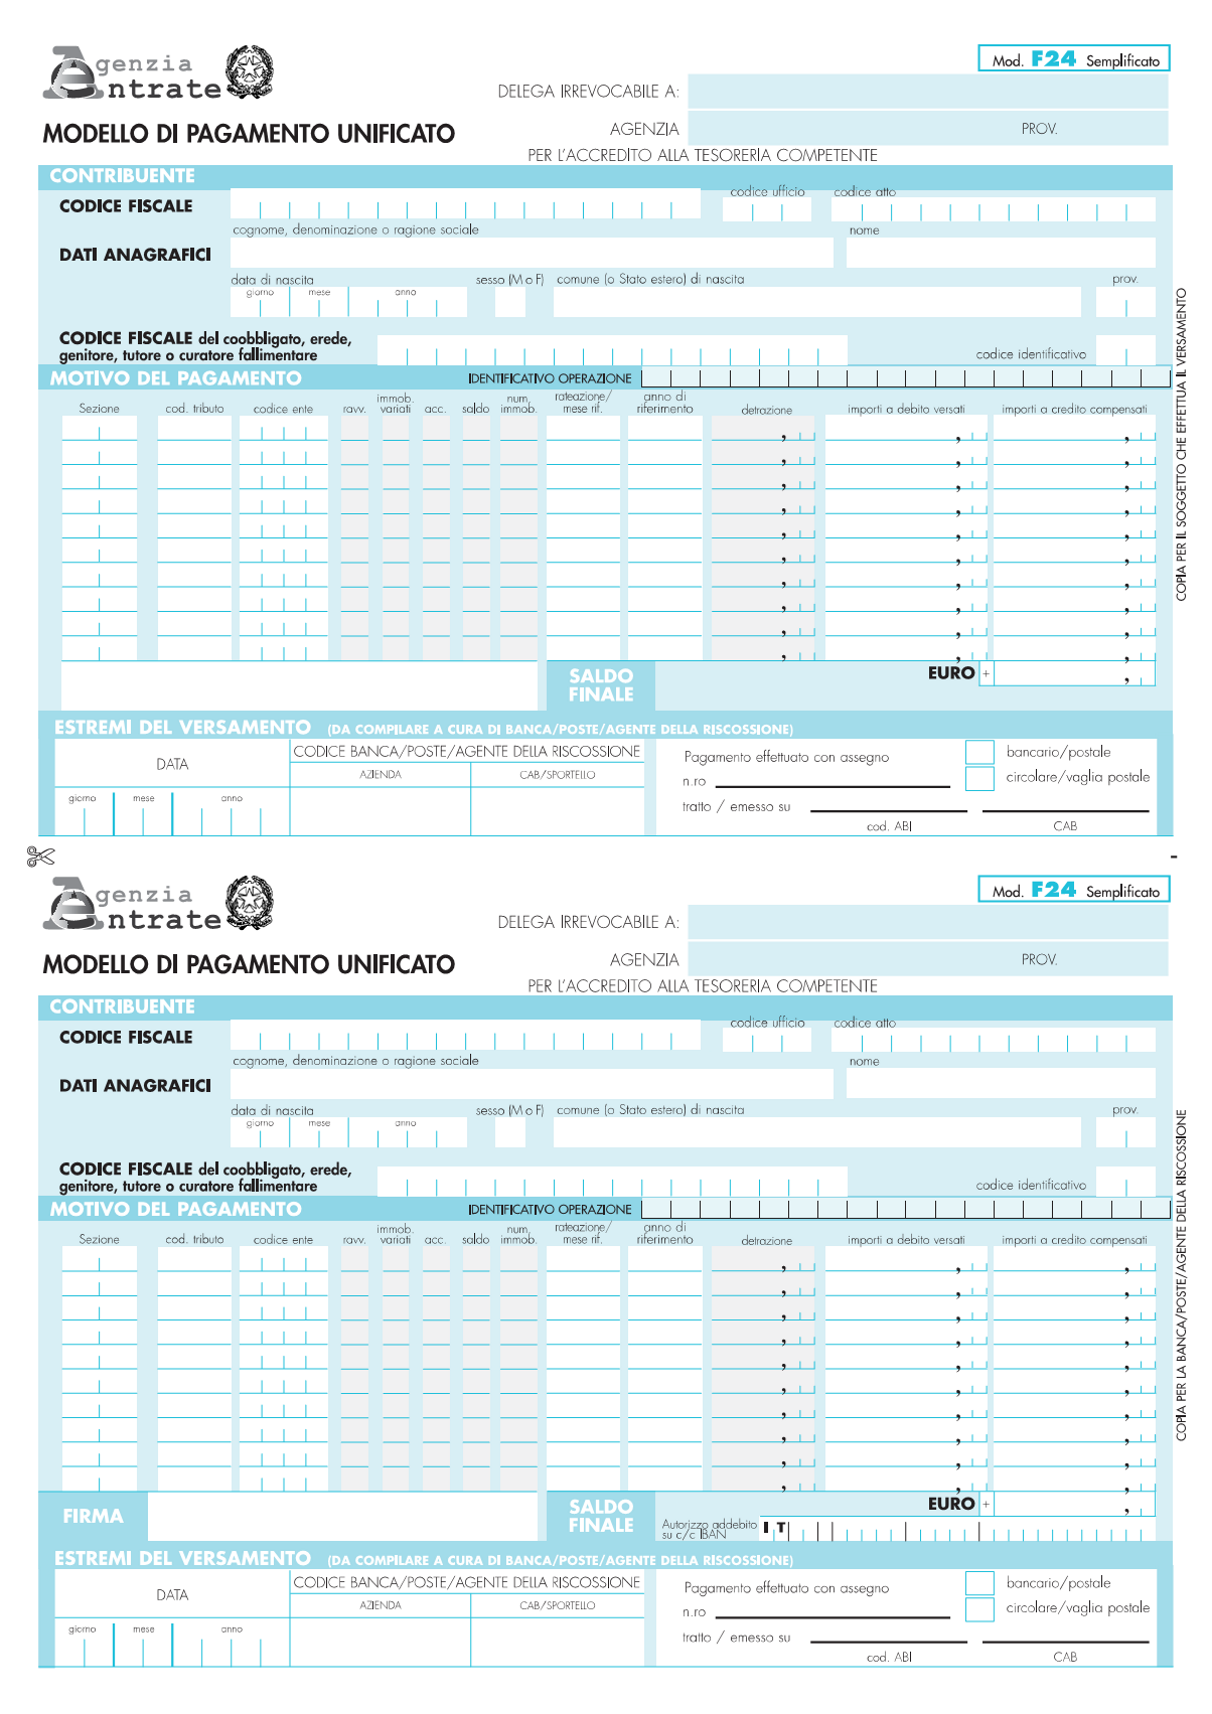 Agenzia
Entrate
Mod. F24 Semplificato
DELEGA IRREVOCABILE A:
AGENZIA PROV.
MODELLO DI PAGAMENTO UNIFICATO
PER L'ACCREDITO ALLA TESORERIA COMPETENTE
CONTRIBUENTE
codice ufficio codice atto
CODICE FISCALE
cognome, denominazione o ragione sociale nome
DATI ANAGRAFICI
data di nascita sesso (M o F) comune (o Stato estero) di nascita prov.
giorno mese anno
CODICE FISCALE del coobbligato, erede,
genitore, tutore o curatore fallimentare codice identificativo
MOTIVO DEL PAGAMENTO IDENTIFICATIVO OPERAZIONE
Sezione cod. tributo codice ente ravv. immob. variati acc. saldo num. immob. rateazione/ mese rif. anno di riferimento detrazione importi a debito versati importi a credito compensati
, , ,
, , ,
, , ,
, , ,
, , ,
, , ,
, , ,
, , ,
, , ,
, , ,
SALDO FINALE EURO + ,
ESTREMI DEL VERSAMENTO (DA COMPILARE A CURA DI BANCA/POSTE/AGENTE DELLA RISCOSSIONE)
DATA CODICE BANCA/POSTE/AGENTE DELLA RISCOSSIONE
AZIENDA CAB/SPORTELLO
giorno mese anno
Pagamento effettuato con assegno bancario/postale
n.ro circolare/vaglia postale
tratto / emesso su
cod. ABI CAB
COPIA PER IL SOGGETTO CHE EFFETTUA IL VERSAMENTO
Agenzia
Entrate
Mod. F24 Semplificato
DELEGA IRREVOCABILE A:
AGENZIA PROV.
MODELLO DI PAGAMENTO UNIFICATO
PER L'ACCREDITO ALLA TESORERIA COMPETENTE
CONTRIBUENTE
codice ufficio codice atto
CODICE FISCALE
cognome, denominazione o ragione sociale nome
DATI ANAGRAFICI
data di nascita sesso (M o F) comune (o Stato estero) di nascita prov.
giorno mese anno
CODICE FISCALE del coobbligato, erede,
genitore, tutore o curatore fallimentare codice identificativo
MOTIVO DEL PAGAMENTO IDENTIFICATIVO OPERAZIONE
Sezione cod. tributo codice ente ravv. immob. variati acc. saldo num. immob. rateazione/ mese rif. anno di riferimento detrazione importi a debito versati importi a credito compensati
, , ,
, , ,
, , ,
, , ,
, , ,
, , ,
, , ,
, , ,
, , ,
, , ,
FIRMA SALDO FINALE EURO + ,
Autorizzo addebito su c/c IBAN I T
ESTREMI DEL VERSAMENTO (DA COMPILARE A CURA DI BANCA/POSTE/AGENTE DELLA RISCOSSIONE)
DATA CODICE BANCA/POSTE/AGENTE DELLA RISCOSSIONE
AZIENDA CAB/SPORTELLO
giorno mese anno
Pagamento effettuato con assegno bancario/postale
n.ro circolare/vaglia postale
tratto / emesso su
cod. ABI CAB
COPIA PER LA BANCA/POSTE/AGENTE DELLA RISCOSSIONE